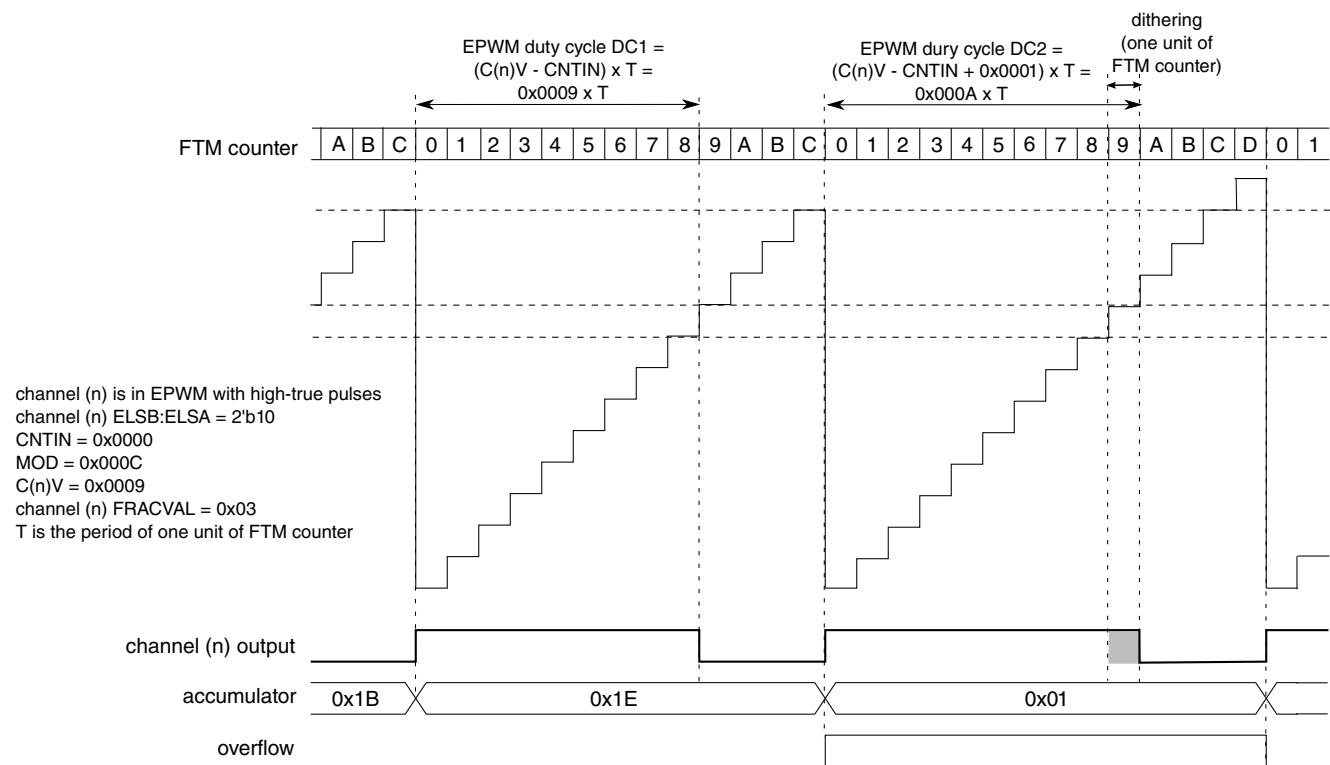 EPWM duty cycle DC1 =
(C(n)V - CNTIN) x T =
0x0009 x T
EPWM dury cycle DC2 =
(C(n)V - CNTIN + 0x0001) x T =
0x000A x T
dithering
(one unit of
FTM counter)
FTM counter A B C 0 1 2 3 4 5 6 7 8 9 A B C 0 1 2 3 4 5 6 7 8 9 A B C D 0 1
channel (n) is in EPWM with high-true pulses
channel (n) ELSB:ELSA = 2'b10
CNTIN = 0x0000
MOD = 0x000C
C(n)V = 0x0009
channel (n) FRACVAL = 0x03
T is the period of one unit of FTM counter
channel (n) output
accumulator 0x1B 0x1E 0x01
overflow